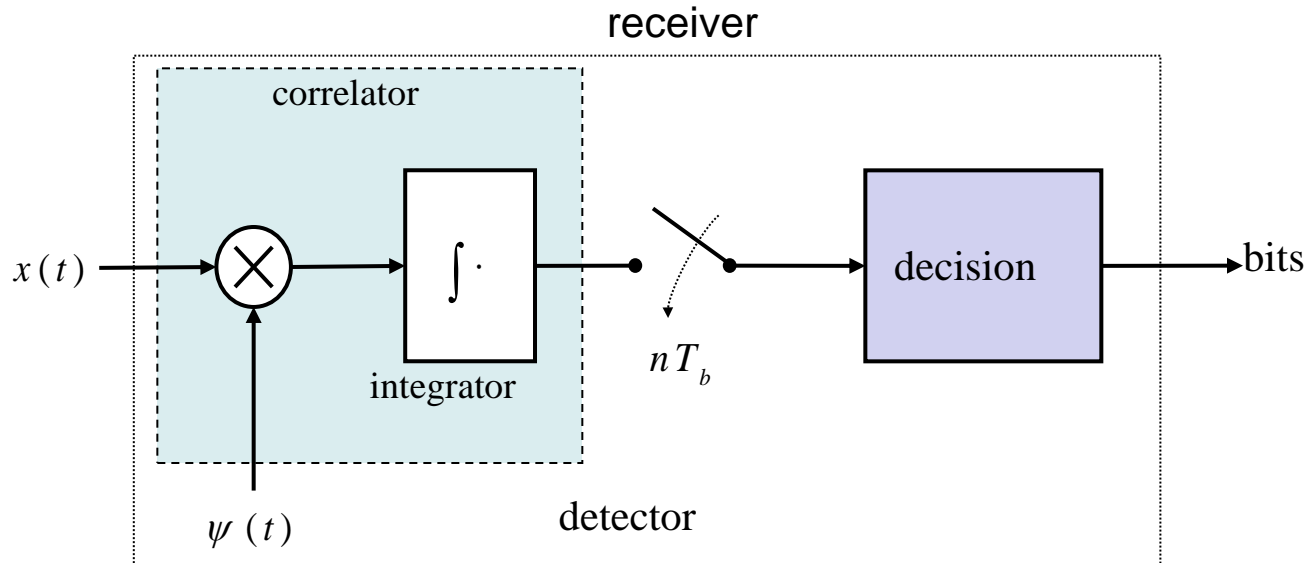 receiver
correlator
x(t)
∫ ·
decision
bits
nT_b
integrator
ψ(t)
detector